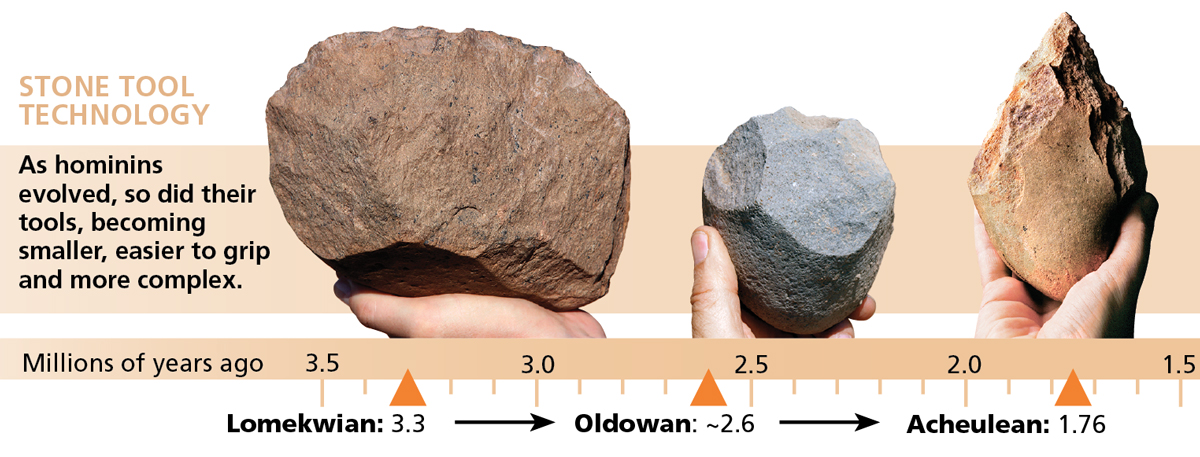 STONE TOOL
TECHNOLOGY
As hominins
evolved, so did their
tools, becoming
smaller, easier to grip
and more complex.
Millions of years ago 3.5 3.0 2.5 2.0 1.5
Lomekwian: 3.3 Oldowan: ~2.6 Acheulean: 1.76